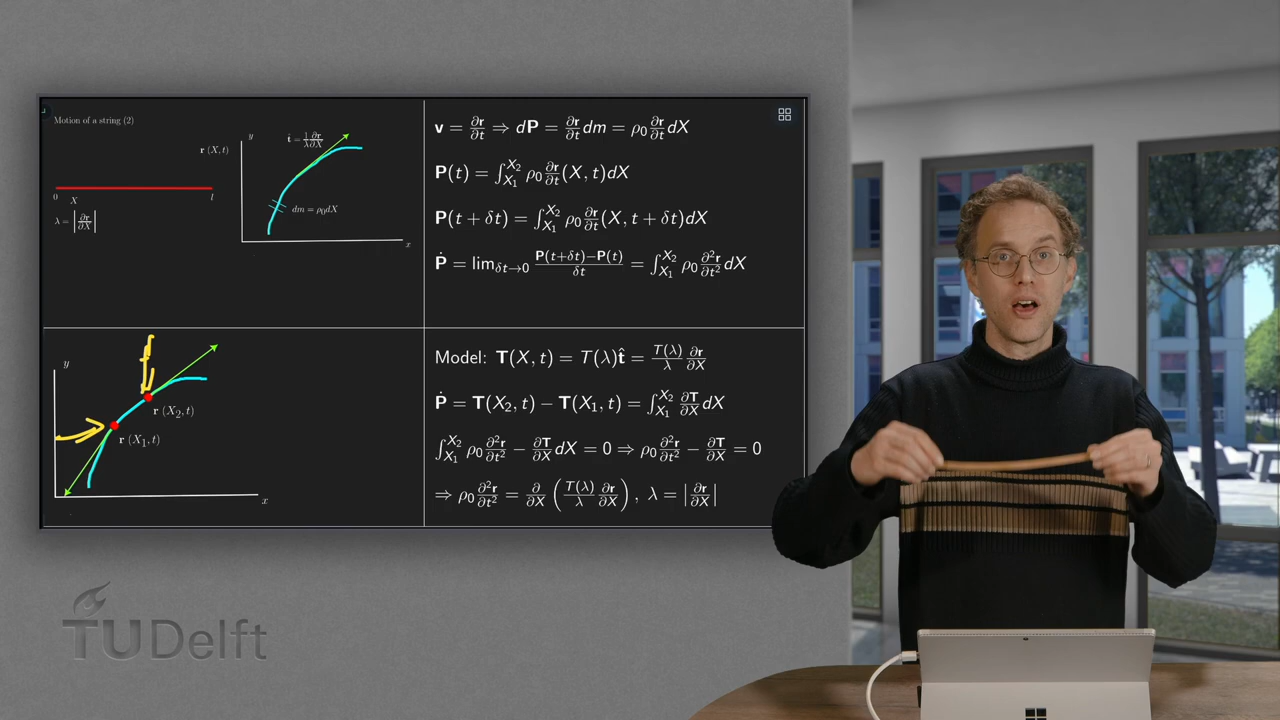 Motion of a string (2)
r (X,t)
y
t̂ = 1/λ ∂r/∂X
0 X l
λ = |∂r/∂X|
dm = ρ₀dX
x
v = ∂r/∂t ⇒ dP = ∂r/∂t dm = ρ₀ ∂r/∂t dX
P(t) = ∫_{X₁}^{X₂} ρ₀ ∂r/∂t (X, t)dX
P(t + δt) = ∫_{X₁}^{X₂} ρ₀ ∂r/∂t (X, t + δt)dX
Ṗ = lim_{δt→0} (P(t+δt)−P(t))/δt = ∫_{X₁}^{X₂} ρ₀ ∂²r/∂t² dX
y
r (X₂, t)
r (X₁, t)
x
Model: T(X, t) = T(λ)t̂ = T(λ)/λ ∂r/∂X
Ṗ = T(X₂, t) − T(X₁, t) = ∫_{X₁}^{X₂} ∂T/∂X dX
∫_{X₁}^{X₂} ρ₀ ∂²r/∂t² − ∂T/∂X dX = 0 ⇒ ρ₀ ∂²r/∂t² − ∂T/∂X = 0
⇒ ρ₀ ∂²r/∂t² = ∂/∂X (T(λ)/λ ∂r/∂X), λ = |∂r/∂X|
TUDelft